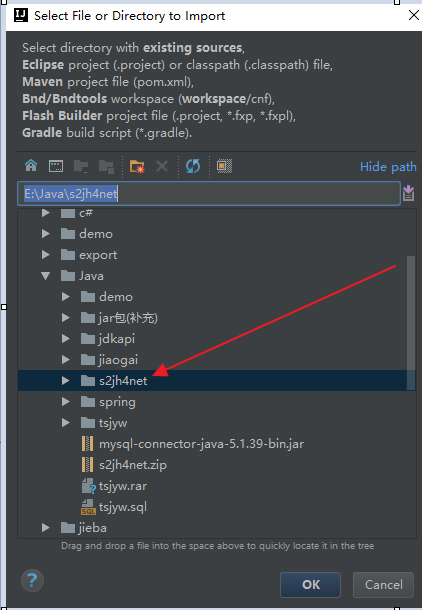 Select File or Directory to Import
Select directory with existing sources,
Eclipse project (.project) or classpath (.classpath) file,
Maven project file (pom.xml),
Bnd/Bndtools workspace (workspace/cnf),
Flash Builder project file (.project, *.fxp, *.fxpl),
Gradle build script (*.gradle).
Hide path
E:\Java\s2jh4net
c#
demo
export
Java
demo
jar包(补充)
jdkapi
jiaogai
s2jh4net
spring
tsjyw
mysql-connector-java-5.1.39-bin.jar
s2jh4net.zip
tsjyw.rar
tsjyw.sql
jieba
Drag and drop a file into the space above to quickly locate it in the tree
? OK Cancel